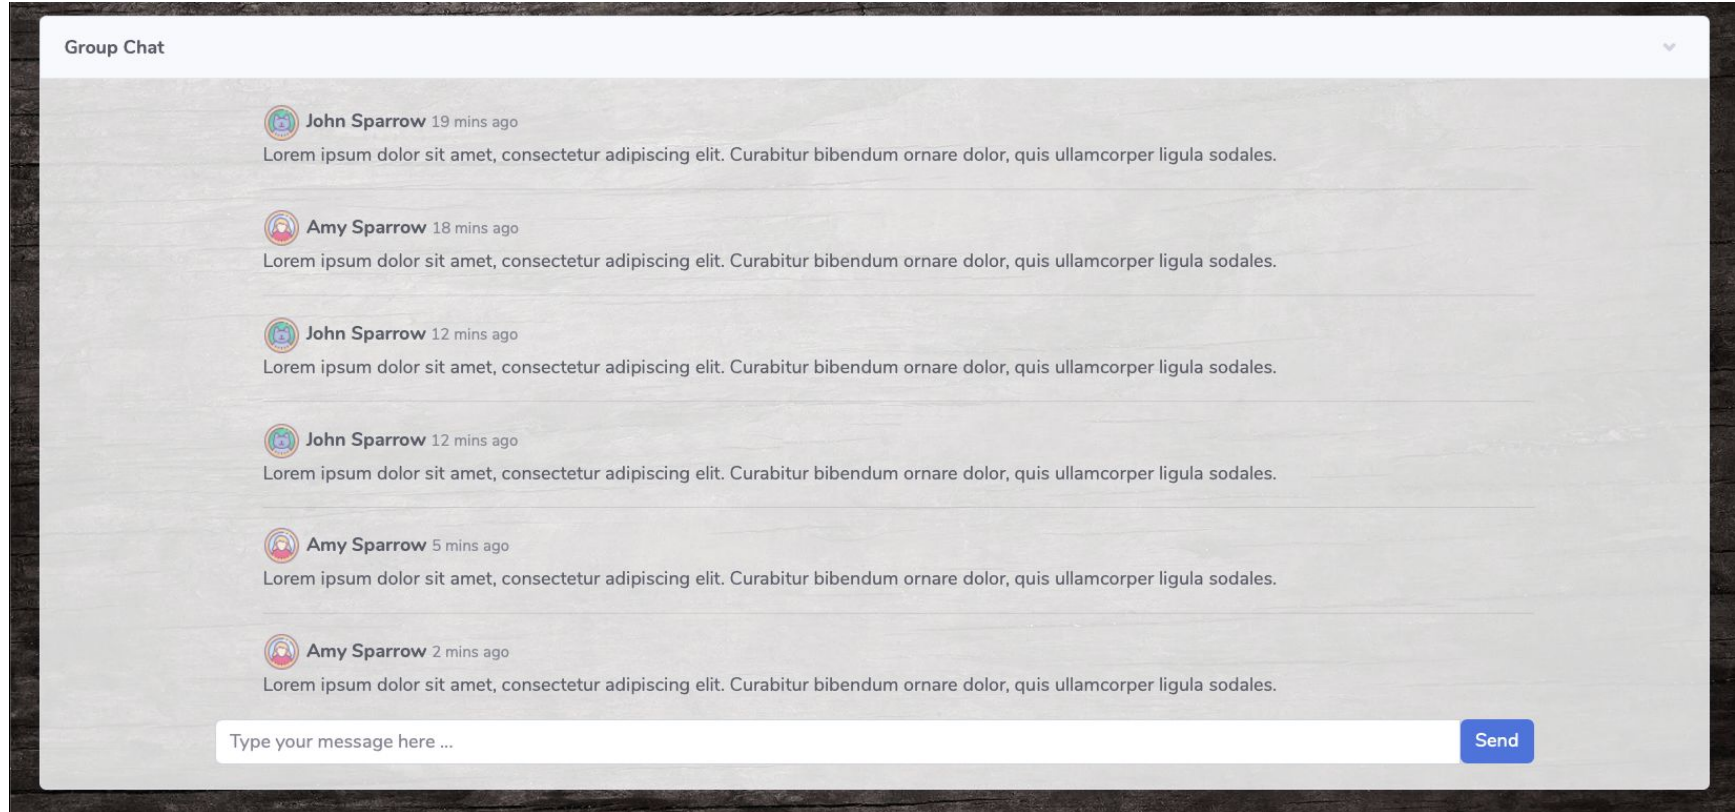 Group Chat
John Sparrow 19 mins ago
Lorem ipsum dolor sit amet, consectetur adipiscing elit. Curabitur bibendum ornare dolor, quis ullamcorper ligula sodales.
Amy Sparrow 18 mins ago
Lorem ipsum dolor sit amet, consectetur adipiscing elit. Curabitur bibendum ornare dolor, quis ullamcorper ligula sodales.
John Sparrow 12 mins ago
Lorem ipsum dolor sit amet, consectetur adipiscing elit. Curabitur bibendum ornare dolor, quis ullamcorper ligula sodales.
John Sparrow 12 mins ago
Lorem ipsum dolor sit amet, consectetur adipiscing elit. Curabitur bibendum ornare dolor, quis ullamcorper ligula sodales.
Amy Sparrow 5 mins ago
Lorem ipsum dolor sit amet, consectetur adipiscing elit. Curabitur bibendum ornare dolor, quis ullamcorper ligula sodales.
Amy Sparrow 2 mins ago
Lorem ipsum dolor sit amet, consectetur adipiscing elit. Curabitur bibendum ornare dolor, quis ullamcorper ligula sodales.
Type your message here ... Send